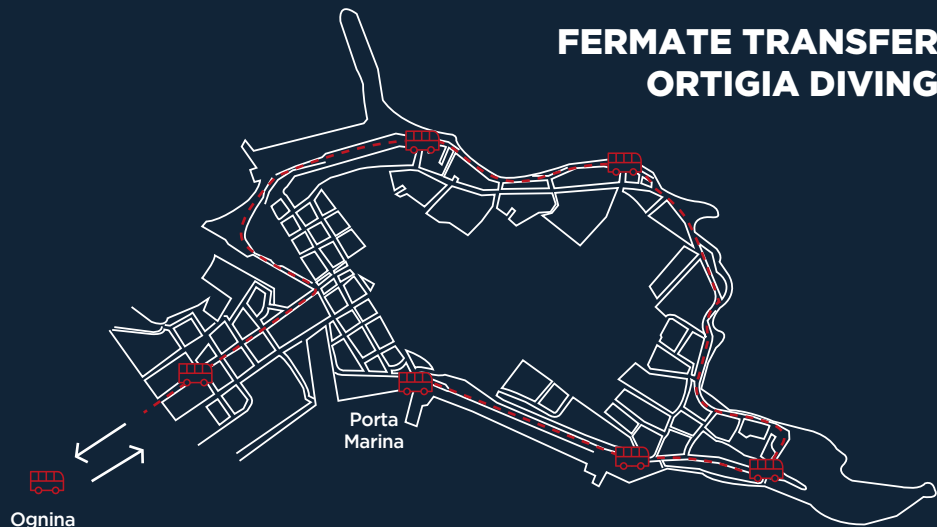 FERMATE TRANSFER
ORTIGIA DIVING
Porta
Marina
Ognina